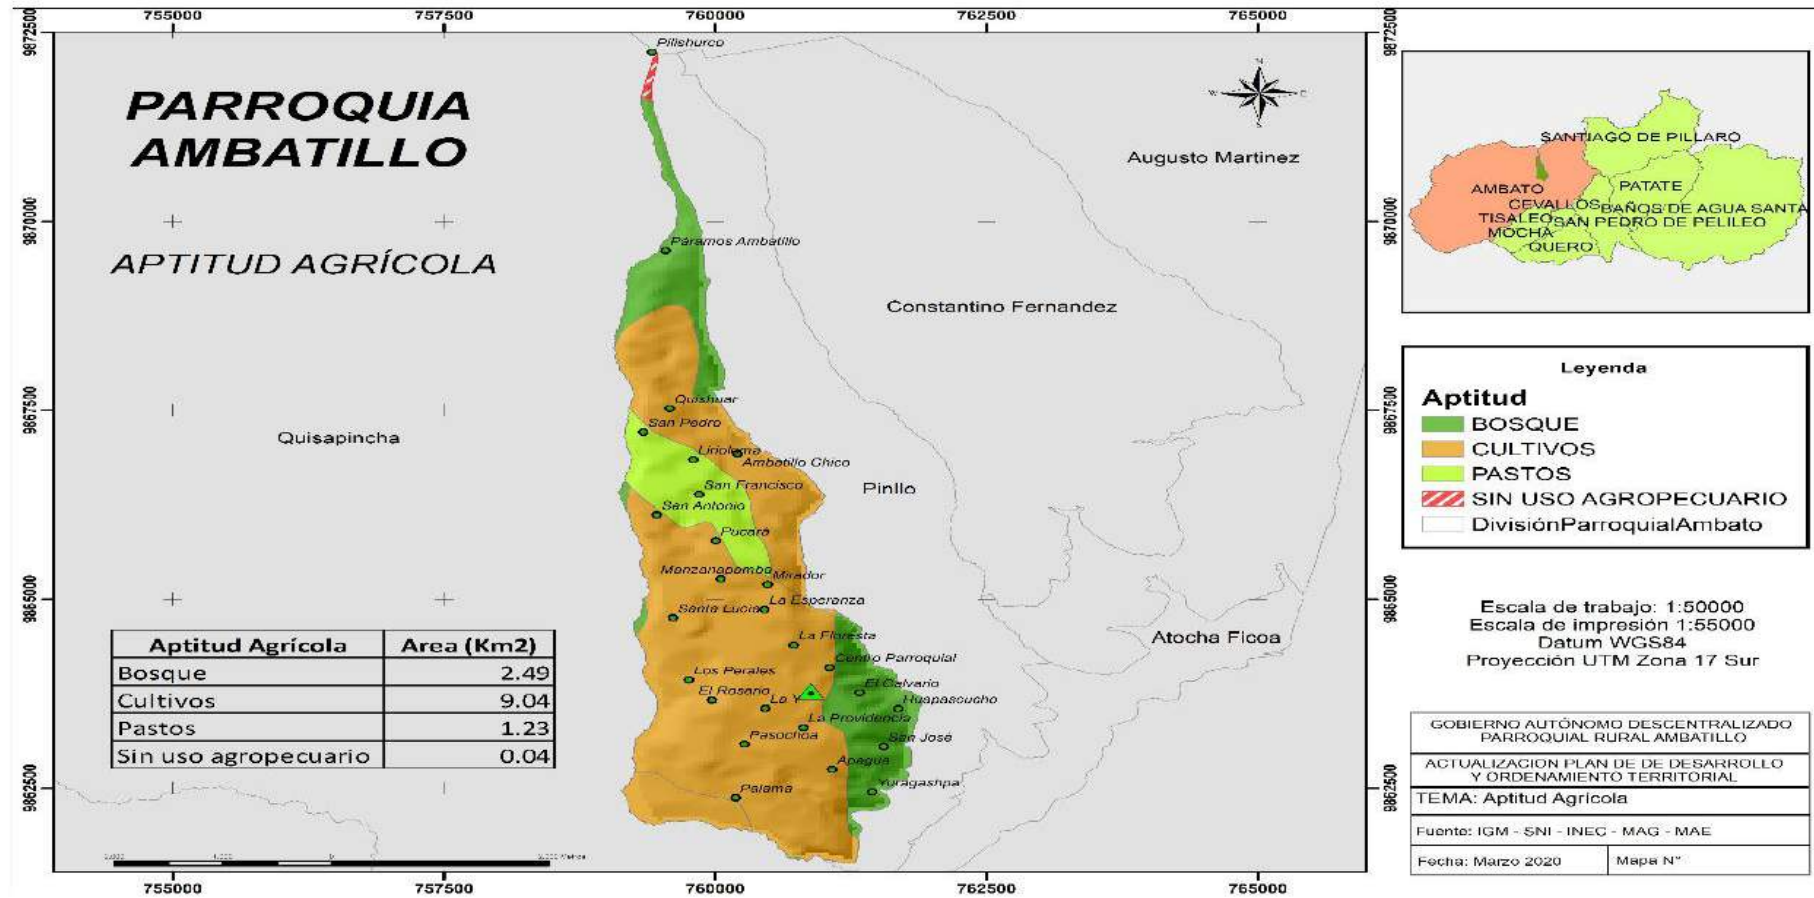 755000 757500 760000 762500 765000
9872500 9872500
PARROQUIA
AMBATILLO
APTITUD AGRÍCOLA
Pilishurco
N
W E
S
Augusto Martinez
9870000 9870000
Páramos Ambatillo
Constantino Fernandez
9867500 9867500
Quishuar
San Pedro
Quisapincha
Lirioloma
Ambatillo Chico
San Francisco
Pinllo
San Antonio
Pucará
Manzanapamba
Mirador
9865000 9865000
La Esperanza
Santa Lucia
La Floresta
Atocha Ficoa
Centro Parroquial
Los Perales
El Calvario
El Rosario
La Y
Huapascucho
La Providencia
Pasochoa
San José
Apagua
Yuragashpa
Palama
9862500 9862500
Aptitud Agrícola Area (Km2)
Bosque 2.49
Cultivos 9.04
Pastos 1.23
Sin uso agropecuario 0.04
755000 757500 760000 762500 765000
SANTIAGO DE PILLARO
AMBATO
PATATE
CEVALLOS
BAÑOS DE AGUA SANTA
TISALEO
SAN PEDRO DE PELILEO
MOCHA
QUERO
Leyenda
Aptitud
BOSQUE
CULTIVOS
PASTOS
SIN USO AGROPECUARIO
DivisiónParroquialAmbato
Escala de trabajo: 1:50000
Escala de impresión 1:55000
Datum WGS84
Proyección UTM Zona 17 Sur
GOBIERNO AUTÓNOMO DESCENTRALIZADO
PARROQUIAL RURAL AMBATILLO
ACTUALIZACION PLAN DE DE DESARROLLO
Y ORDENAMIENTO TERRITORIAL
TEMA: Aptitud Agrícola
Fuente: IGM - SNI - INEC - MAG - MAE
Fecha: Marzo 2020 Mapa N°